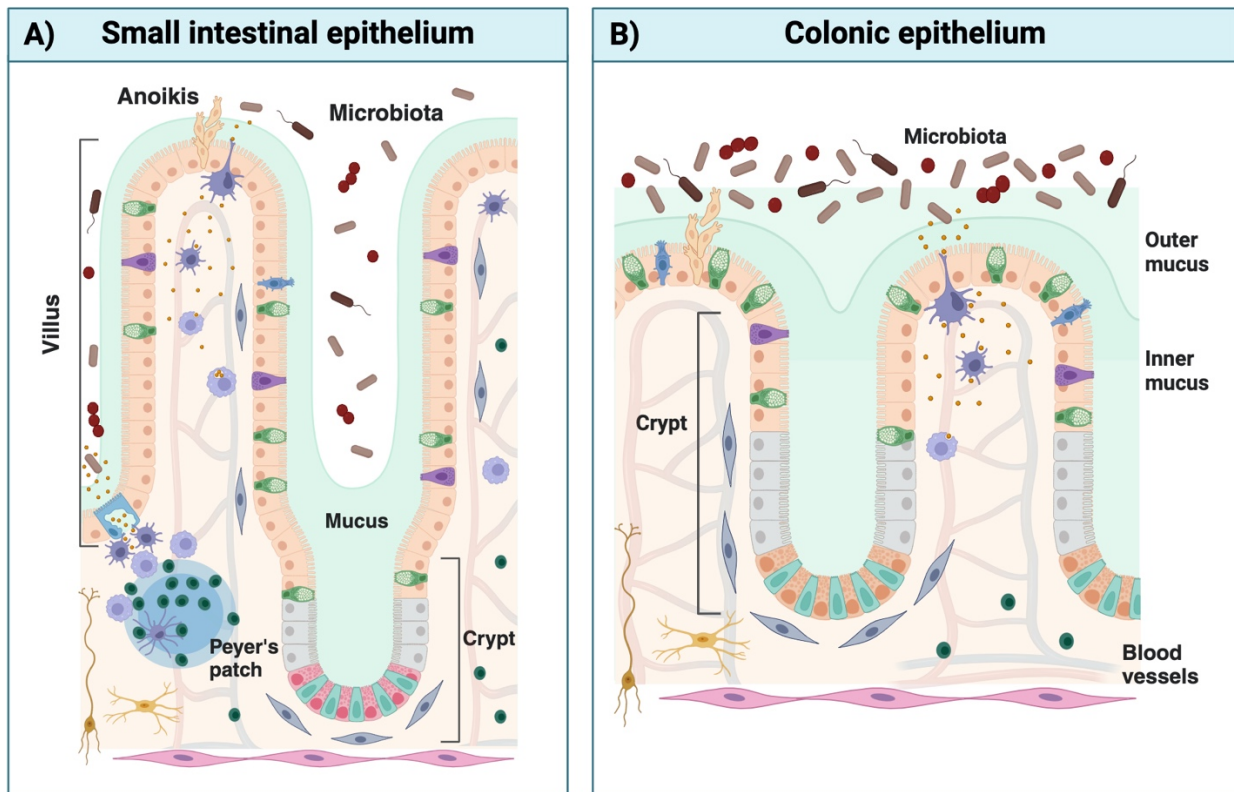 A) Small intestinal epithelium
Anoikis
Microbiota
Villus
Mucus
Peyer's
patch
Crypt
B) Colonic epithelium
Microbiota
Outer
mucus
Inner
mucus
Crypt
Blood
vessels